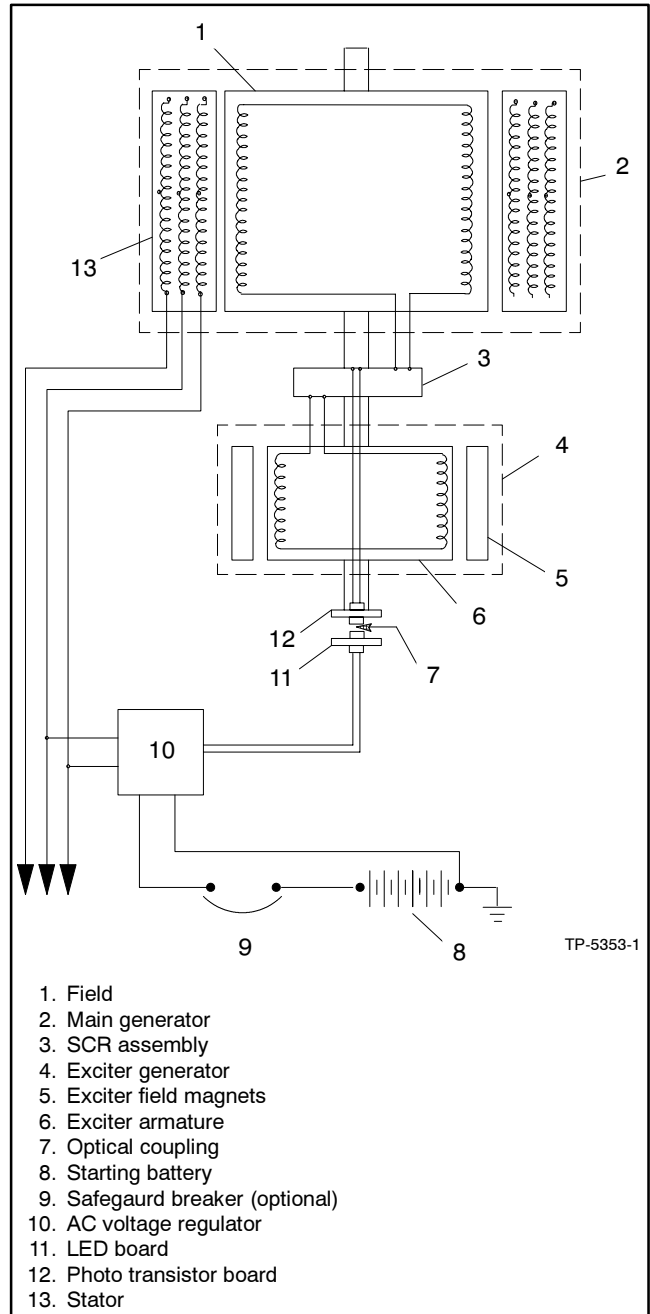 1
2
13
3
4
5
6
12
7
11
10
9
8
TP-5353-1
1. Field
2. Main generator
3. SCR assembly
4. Exciter generator
5. Exciter field magnets
6. Exciter armature
7. Optical coupling
8. Starting battery
9. Safegaurd breaker (optional)
10. AC voltage regulator
11. LED board
12. Photo transistor board
13. Stator